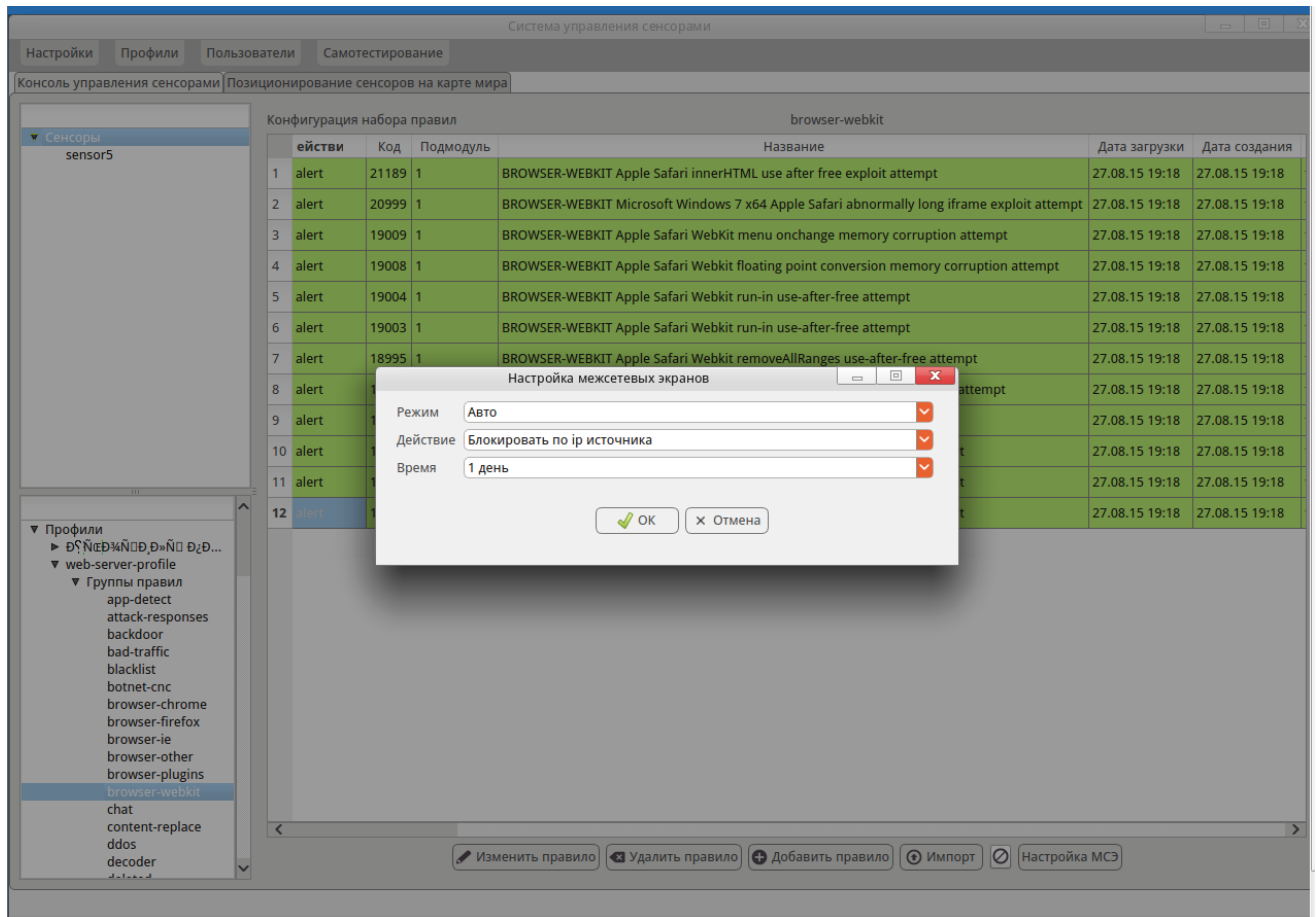 Система управления сенсорами
Настройки Профили Пользователи Самотестирование
Консоль управления сенсорами Позиционирование сенсоров на карте мира
Сенсоры
sensor5
Конфигурация набора правил browser-webkit
ействи Код Подмодуль Название Дата загрузки Дата создания
1 alert 21189 1 BROWSER-WEBKIT Apple Safari innerHTML use after free exploit attempt 27.08.15 19:18 27.08.15 19:18
2 alert 20999 1 BROWSER-WEBKIT Microsoft Windows 7 x64 Apple Safari abnormally long iframe exploit attempt 27.08.15 19:18 27.08.15 19:18
3 alert 19009 1 BROWSER-WEBKIT Apple Safari WebKit menu onchange memory corruption attempt 27.08.15 19:18 27.08.15 19:18
4 alert 19008 1 BROWSER-WEBKIT Apple Safari Webkit floating point conversion memory corruption attempt 27.08.15 19:18 27.08.15 19:18
5 alert 19004 1 BROWSER-WEBKIT Apple Safari Webkit run-in use-after-free attempt 27.08.15 19:18 27.08.15 19:18
6 alert 19003 1 BROWSER-WEBKIT Apple Safari Webkit run-in use-after-free attempt 27.08.15 19:18 27.08.15 19:18
7 alert 18995 1 BROWSER-WEBKIT Apple Safari Webkit removeAllRanges use-after-free attempt 27.08.15 19:18 27.08.15 19:18
8 alert 1 attempt 27.08.15 19:18 27.08.15 19:18
9 alert 1 27.08.15 19:18 27.08.15 19:18
10 alert 1 t 27.08.15 19:18 27.08.15 19:18
11 alert 1 t 27.08.15 19:18 27.08.15 19:18
12 alert 1 t 27.08.15 19:18 27.08.15 19:18
Настройка межсетевых экранов
Режим Авто
Действие Блокировать по ip источника
Время 1 день
ОК Отмена
Профили
web-server-profile
Группы правил
app-detect
attack-responses
backdoor
bad-traffic
blacklist
botnet-cnc
browser-chrome
browser-firefox
browser-ie
browser-other
browser-plugins
browser-webkit
chat
content-replace
ddos
decoder
deleted
Изменить правило Удалить правило Добавить правило Импорт Настройка МСЭ